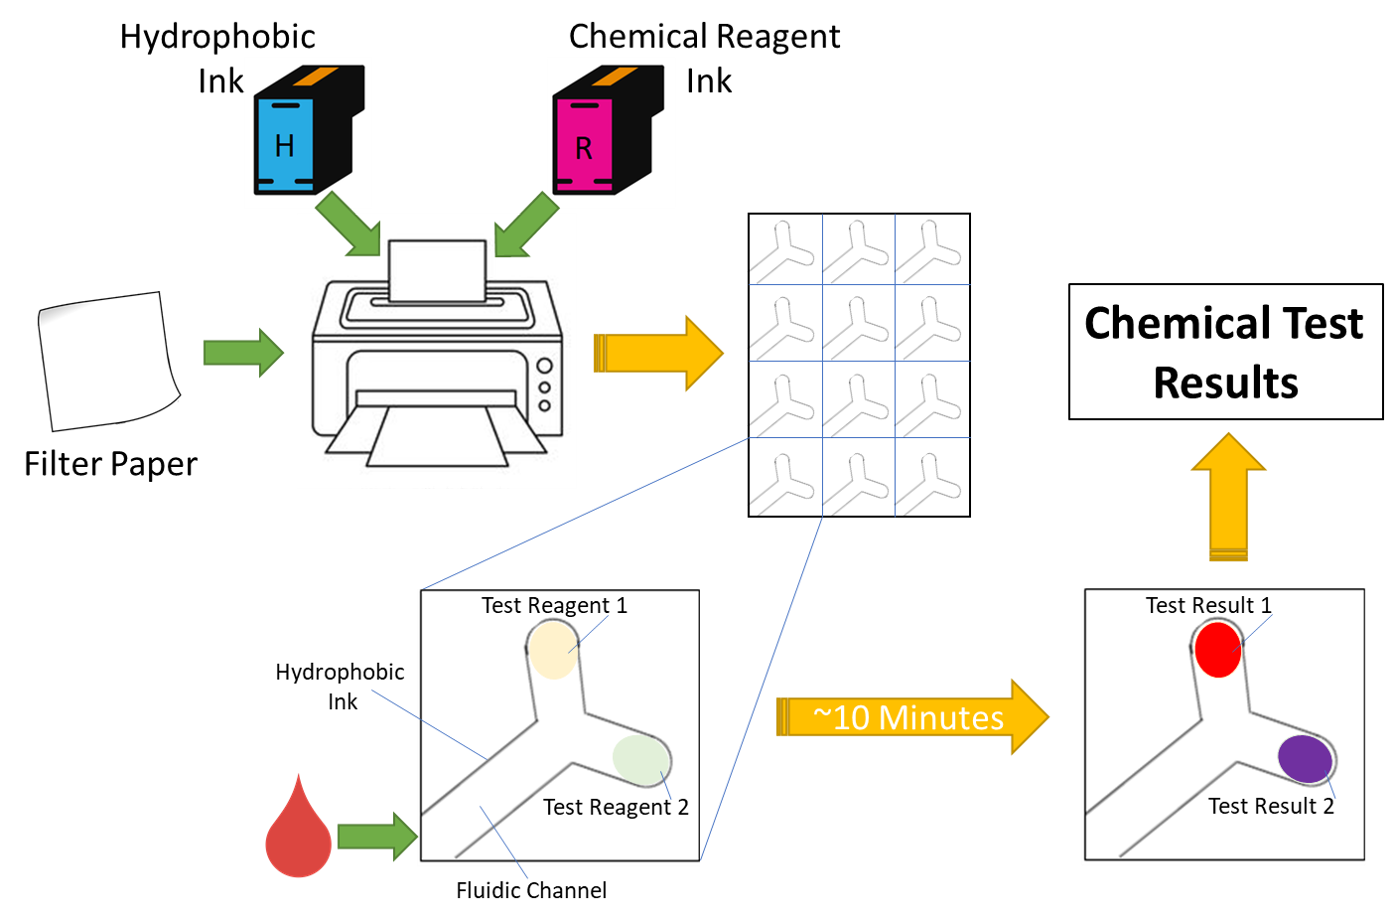 Hydrophobic
Ink
Chemical Reagent
Ink
H
R
Filter Paper
Chemical Test
Results
Test Reagent 1
Hydrophobic
Ink
Test Reagent 2
Fluidic Channel
~10 Minutes
Test Result 1
Test Result 2